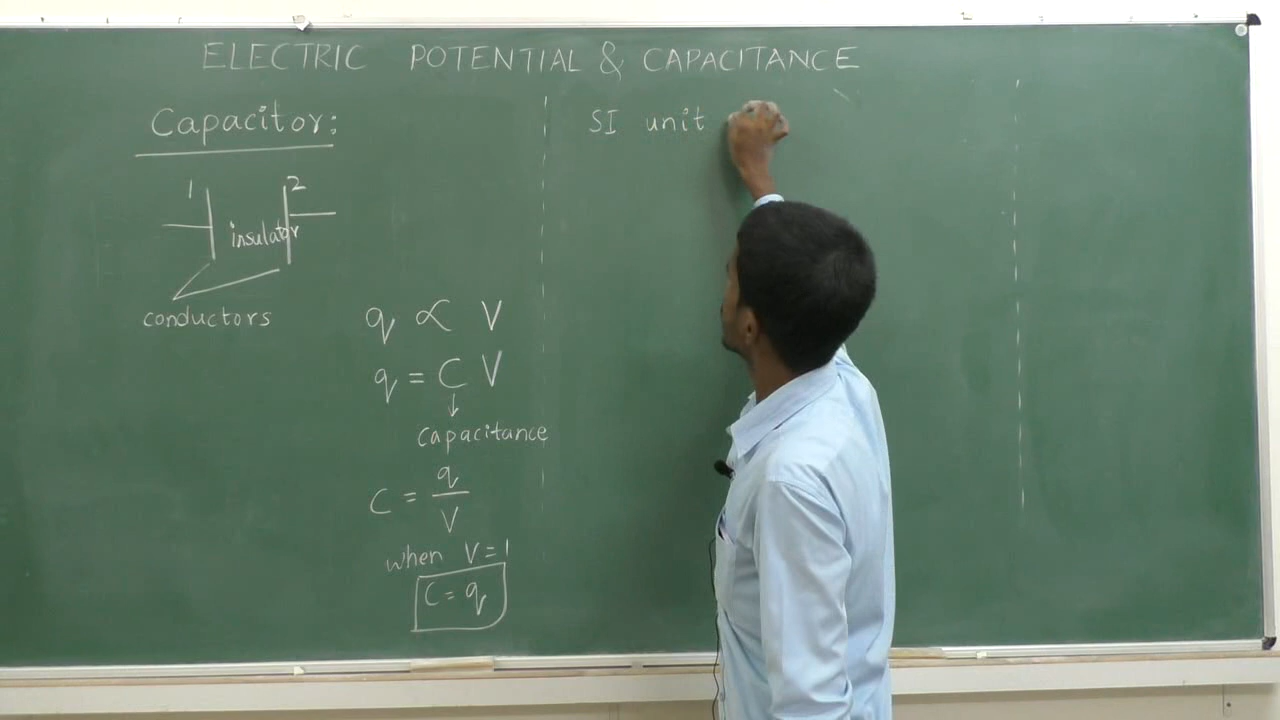 ELECTRIC POTENTIAL & CAPACITANCE
Capacitor:
1 2
insulator
conductors
q ∝ V
q = C V
↓
Capacitance
C = q/V
when V = 1
C = q
SI unit